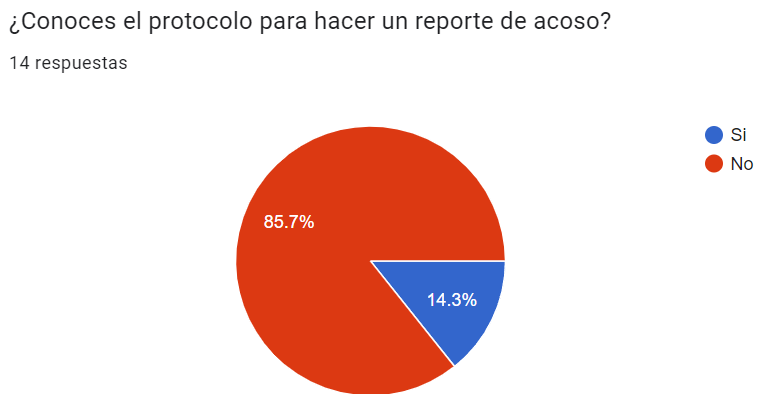 ¿Conoces el protocolo para hacer un reporte de acoso?
14 respuestas
Si
No
85.7%
14.3%